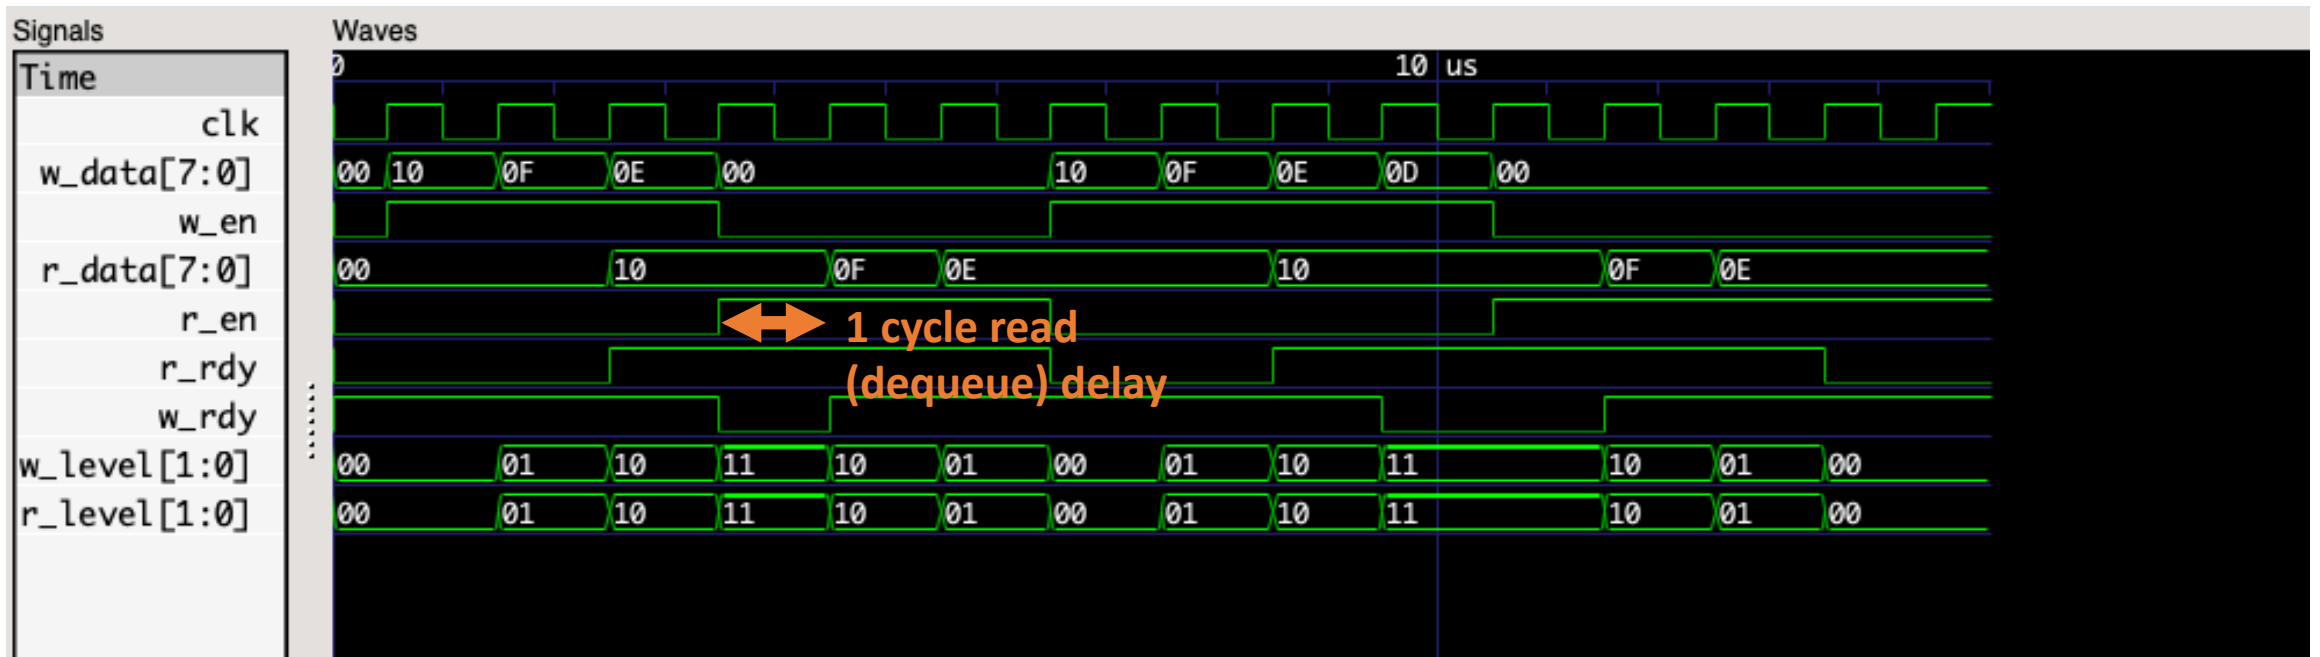 Signals Waves
Time 0 10 us
clk
w_data[7:0] 00 10 0F 0E 00 10 0F 0E 0D 00
w_en
r_data[7:0] 00 10 0F 0E 10 0F 0E
r_en 1 cycle read
r_rdy (dequeue) delay
w_rdy
w_level[1:0] 00 01 10 11 10 01 00 01 10 11 10 01 00
r_level[1:0] 00 01 10 11 10 01 00 01 10 11 10 01 00